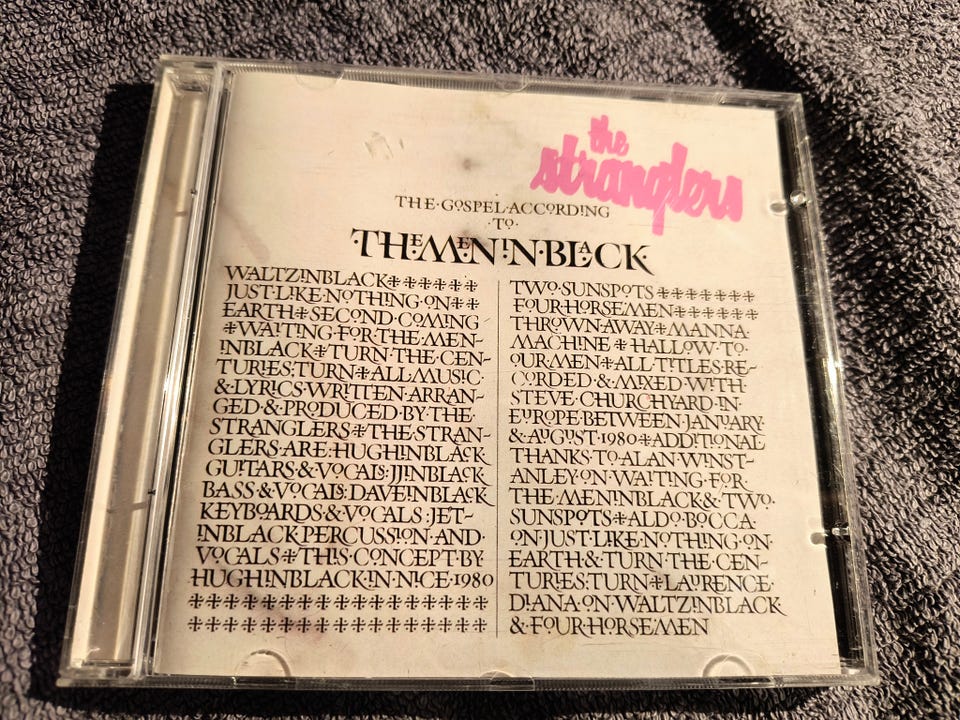 the
stranglers
THE·GOSPEL·ACCORDING
·TO·
·THEMENINBLACK·
WALTZINBLACK⁜⁜⁜⁜⁜⁜
JUST·LIKE·NOTHING·ON⁜⁜
EARTH⁜SECOND·COMING-
⁜WAITING·FOR·THE·MEN-
INBLACK⁜TURN·THE·CEN-
TURIES·TURN⁜ALL·MUSIC·
&·LYRICS·WRITTEN·ARRAN-
GED·&·PRODUCED·BY·THE·
STRANGLERS⁜THE·STRAN-
GLERS·ARE:HUGHINBLACK
GUITARS·&·VOCALS:JJINBLACK
BASS·&·VOCALS:DAVEINBLACK
KEYBOARDS·&·VOCALS:JET-
INBLACK·PERCUSSION·AND·
VOCALS⁜THIS·CONCEPT·BY·
HUGHINBLACK·IN·NICE·1980
⁜⁜⁜⁜⁜⁜⁜⁜⁜⁜⁜⁜⁜⁜⁜⁜⁜
⁜⁜⁜⁜⁜⁜⁜⁜⁜⁜⁜⁜⁜⁜⁜⁜⁜
TWO·SUNSPOTS⁜⁜⁜⁜⁜⁜⁜
FOUR·HORSEMEN⁜⁜⁜⁜⁜⁜
THROWN·AWAY⁜MANNA·
MACHINE⁜HALLOW·TO·
OUR·MEN⁜ALL·TITLES·RE-
CORDED·&·MIXED·WITH·
STEVE·CHURCHYARD·IN·
EUROPE·BETWEEN·JANUARY·
&·AUGUST·1980⁜ADDITIONAL
THANKS·TO·ALAN·WINST-
ANLEY·ON·WAITING·FOR·
THE·MENINBLACK·&·TWO·
SUNSPOTS⁜ALDO·BOCCA·
ON·JUST·LIKE·NOTHING·ON·
EARTH·&·TURN·THE·CEN-
TURIES·TURN⁜LAURENCE·
DIANA·ON·WALTZINBLACK
&·FOUR·HORSEMEN